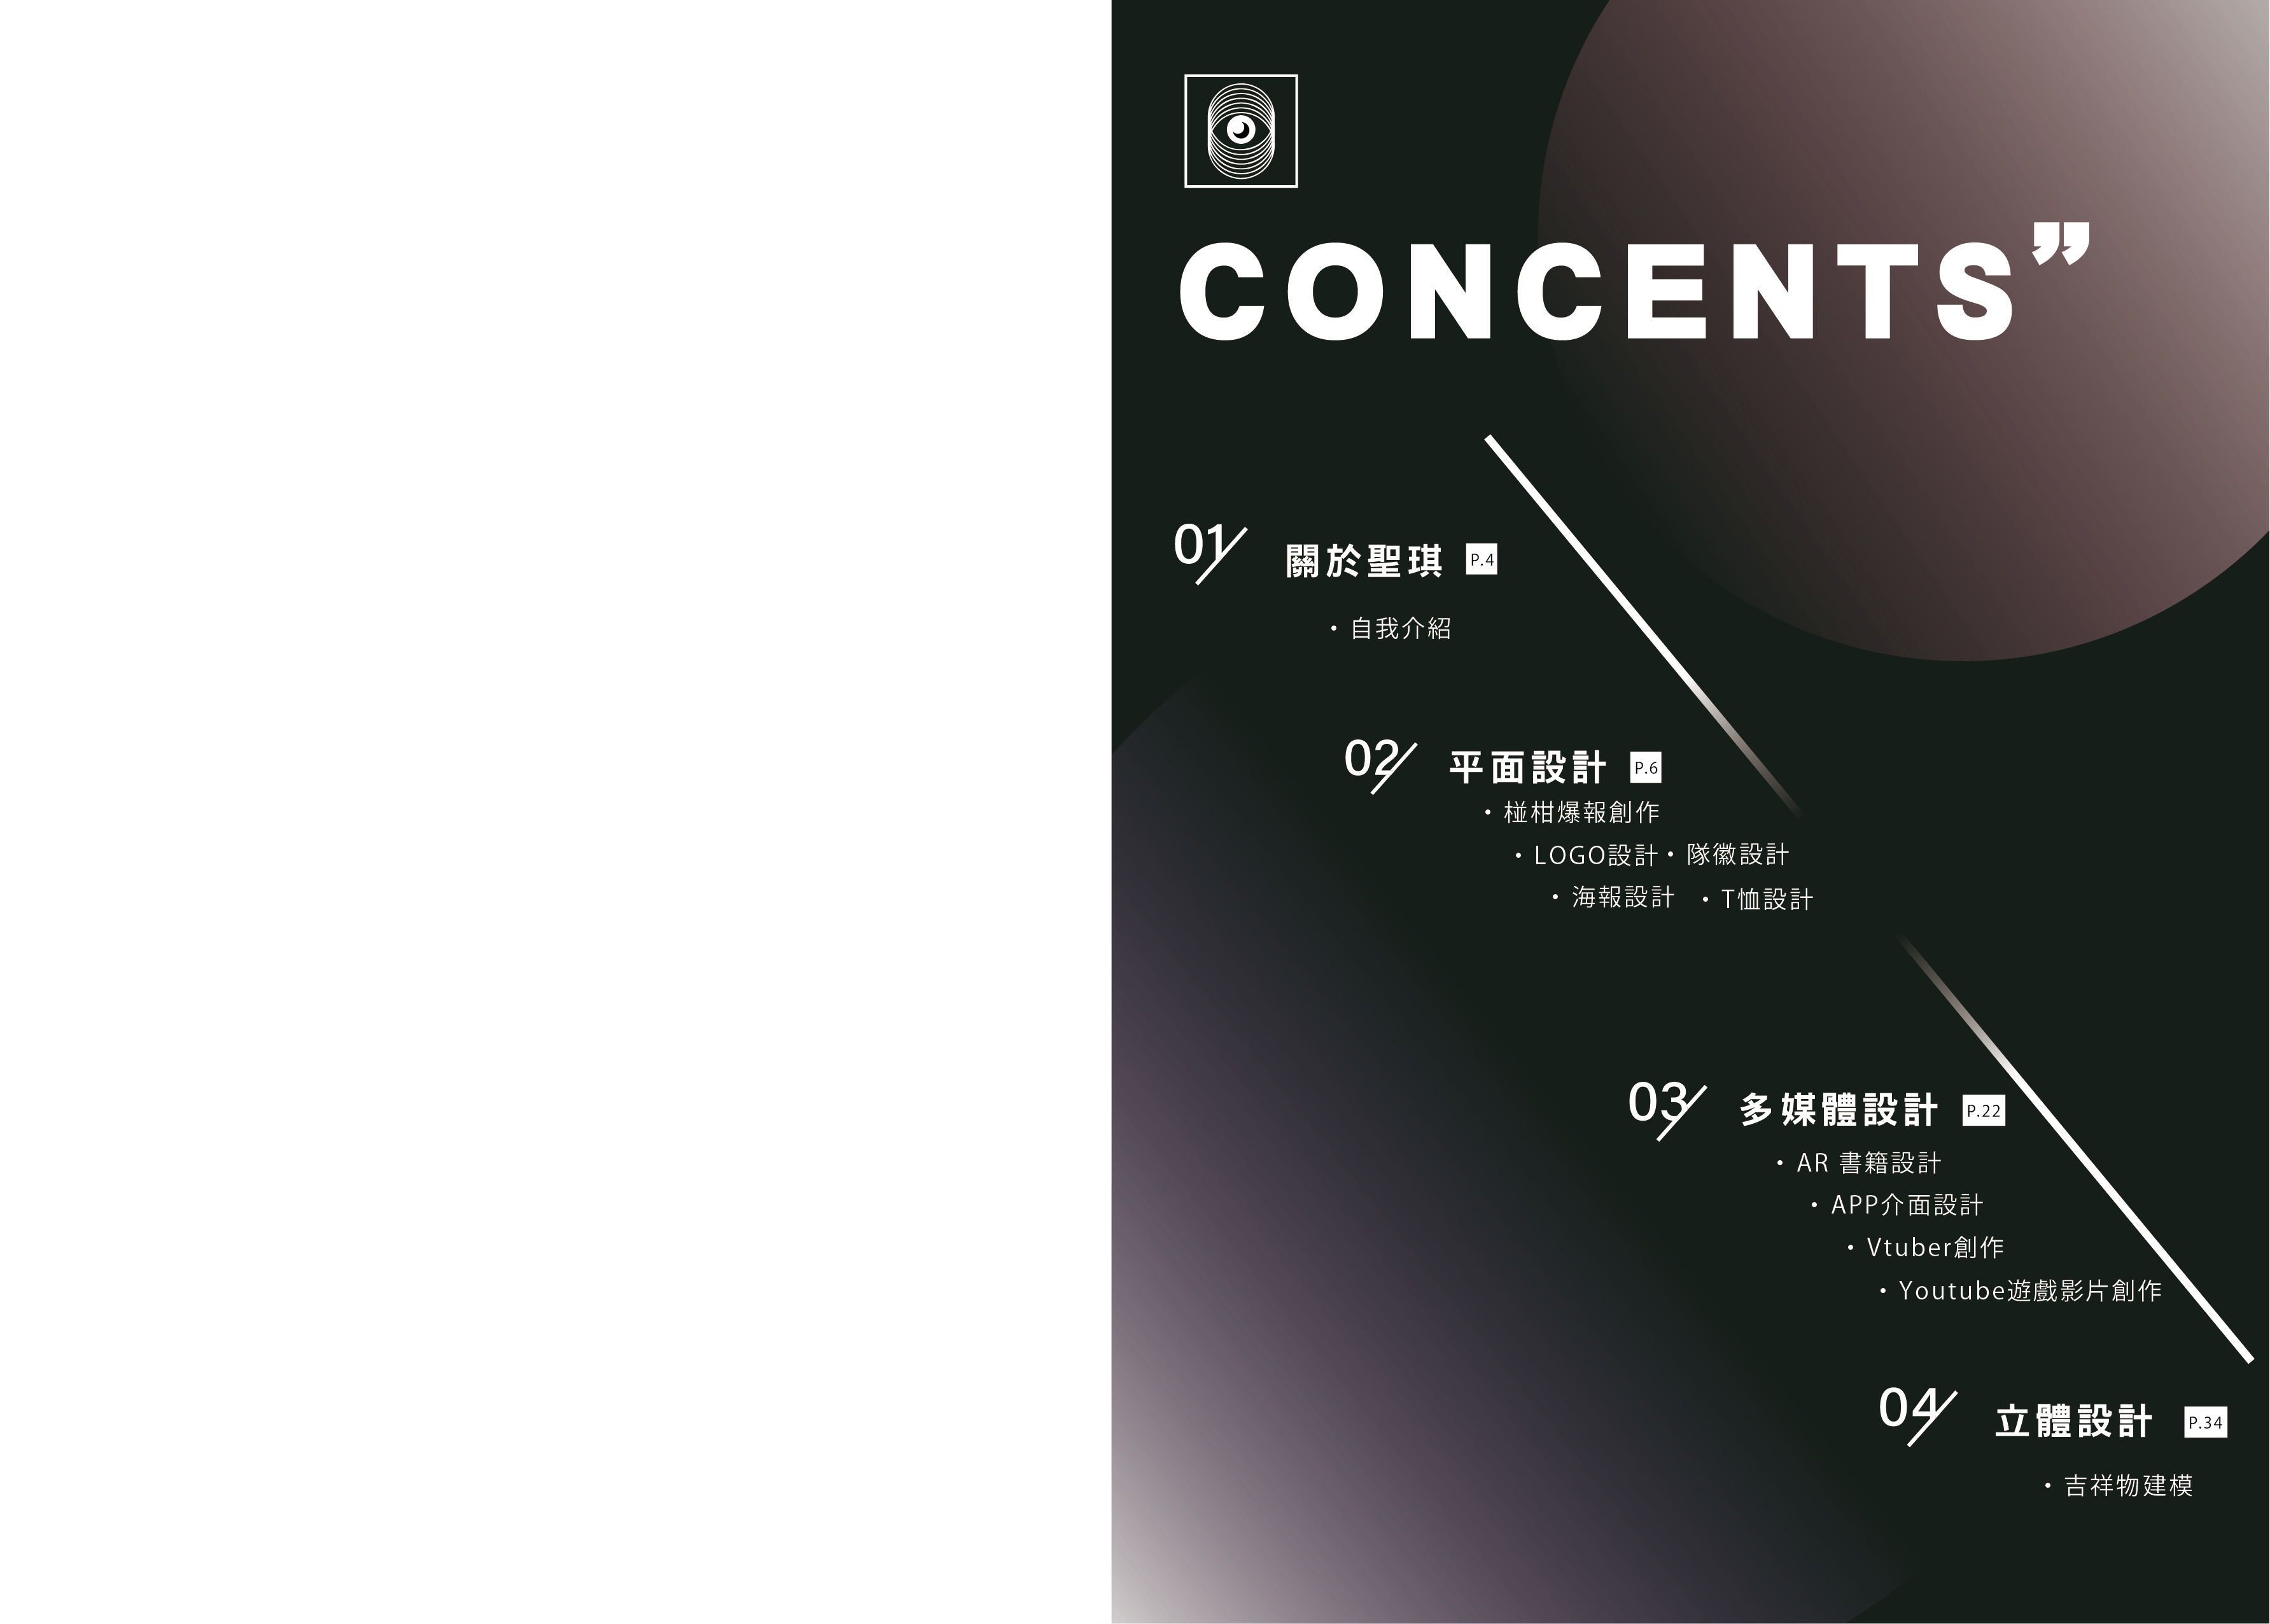 CONCENTS”
01 關於聖琪 P.4
• 自我介紹
02 平面設計 P.6
• 椪柑爆報創作
• LOGO設計 • 隊徽設計
• 海報設計 • T恤設計
03 多媒體設計 P.22
• AR 書籍設計
• APP介面設計
• Vtuber創作
• Youtube遊戲影片創作
04 立體設計 P.34
• 吉祥物建模